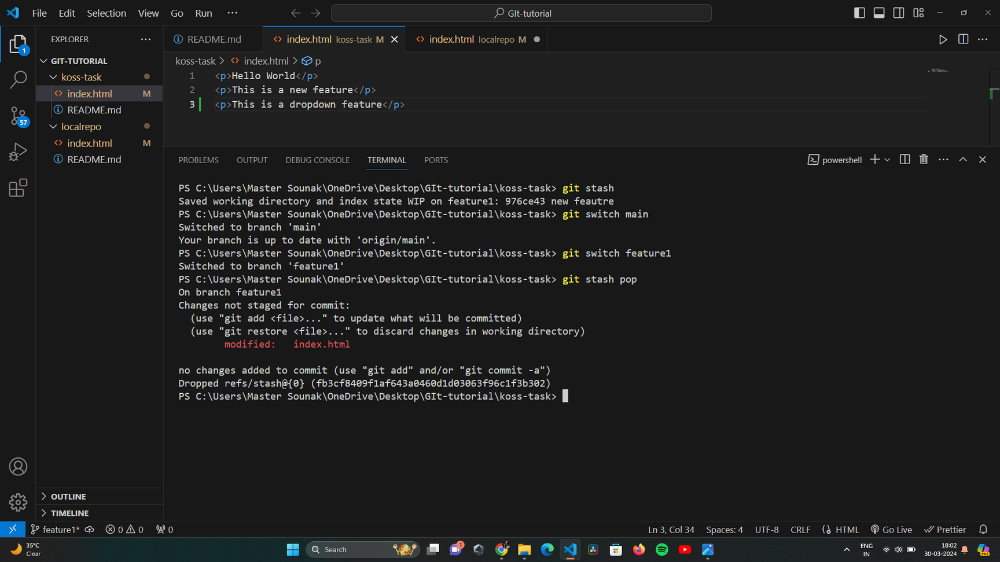 File Edit Selection View Go Run ···
GIt-tutorial
EXPLORER ···
README.md
index.html koss-task M
index.html localrepo M
1
57
GIT-TUTORIAL
koss-task
index.html M
README.md
localrepo
index.html M
README.md
OUTLINE
TIMELINE
koss-task > index.html > p
1 <p>Hello World</p>
2 <p>This is a new feature</p>
3 <p>This is a dropdown feature</p>
PROBLEMS OUTPUT DEBUG CONSOLE TERMINAL PORTS
powershell
PS C:\Users\Master Sounak\OneDrive\Desktop\GIt-tutorial\koss-task> git stash
Saved working directory and index state WIP on feature1: 976ce43 new feautre
PS C:\Users\Master Sounak\OneDrive\Desktop\GIt-tutorial\koss-task> git switch main
Switched to branch 'main'
Your branch is up to date with 'origin/main'.
PS C:\Users\Master Sounak\OneDrive\Desktop\GIt-tutorial\koss-task> git switch feature1
Switched to branch 'feature1'
PS C:\Users\Master Sounak\OneDrive\Desktop\GIt-tutorial\koss-task> git stash pop
On branch feature1
Changes not staged for commit:
(use "git add <file>..." to update what will be committed)
(use "git restore <file>..." to discard changes in working directory)
modified: index.html
no changes added to commit (use "git add" and/or "git commit -a")
Dropped refs/stash@{0} (fb3cf8409f1af643a0460d1d03063f96c1f3b302)
PS C:\Users\Master Sounak\OneDrive\Desktop\GIt-tutorial\koss-task>
feature1* 0 0 0
Ln 3, Col 34 Spaces: 4 UTF-8 CRLF HTML Go Live Prettier
35°C
Clear
Search
1
ENG
IN
18:02
30-03-2024
PRE